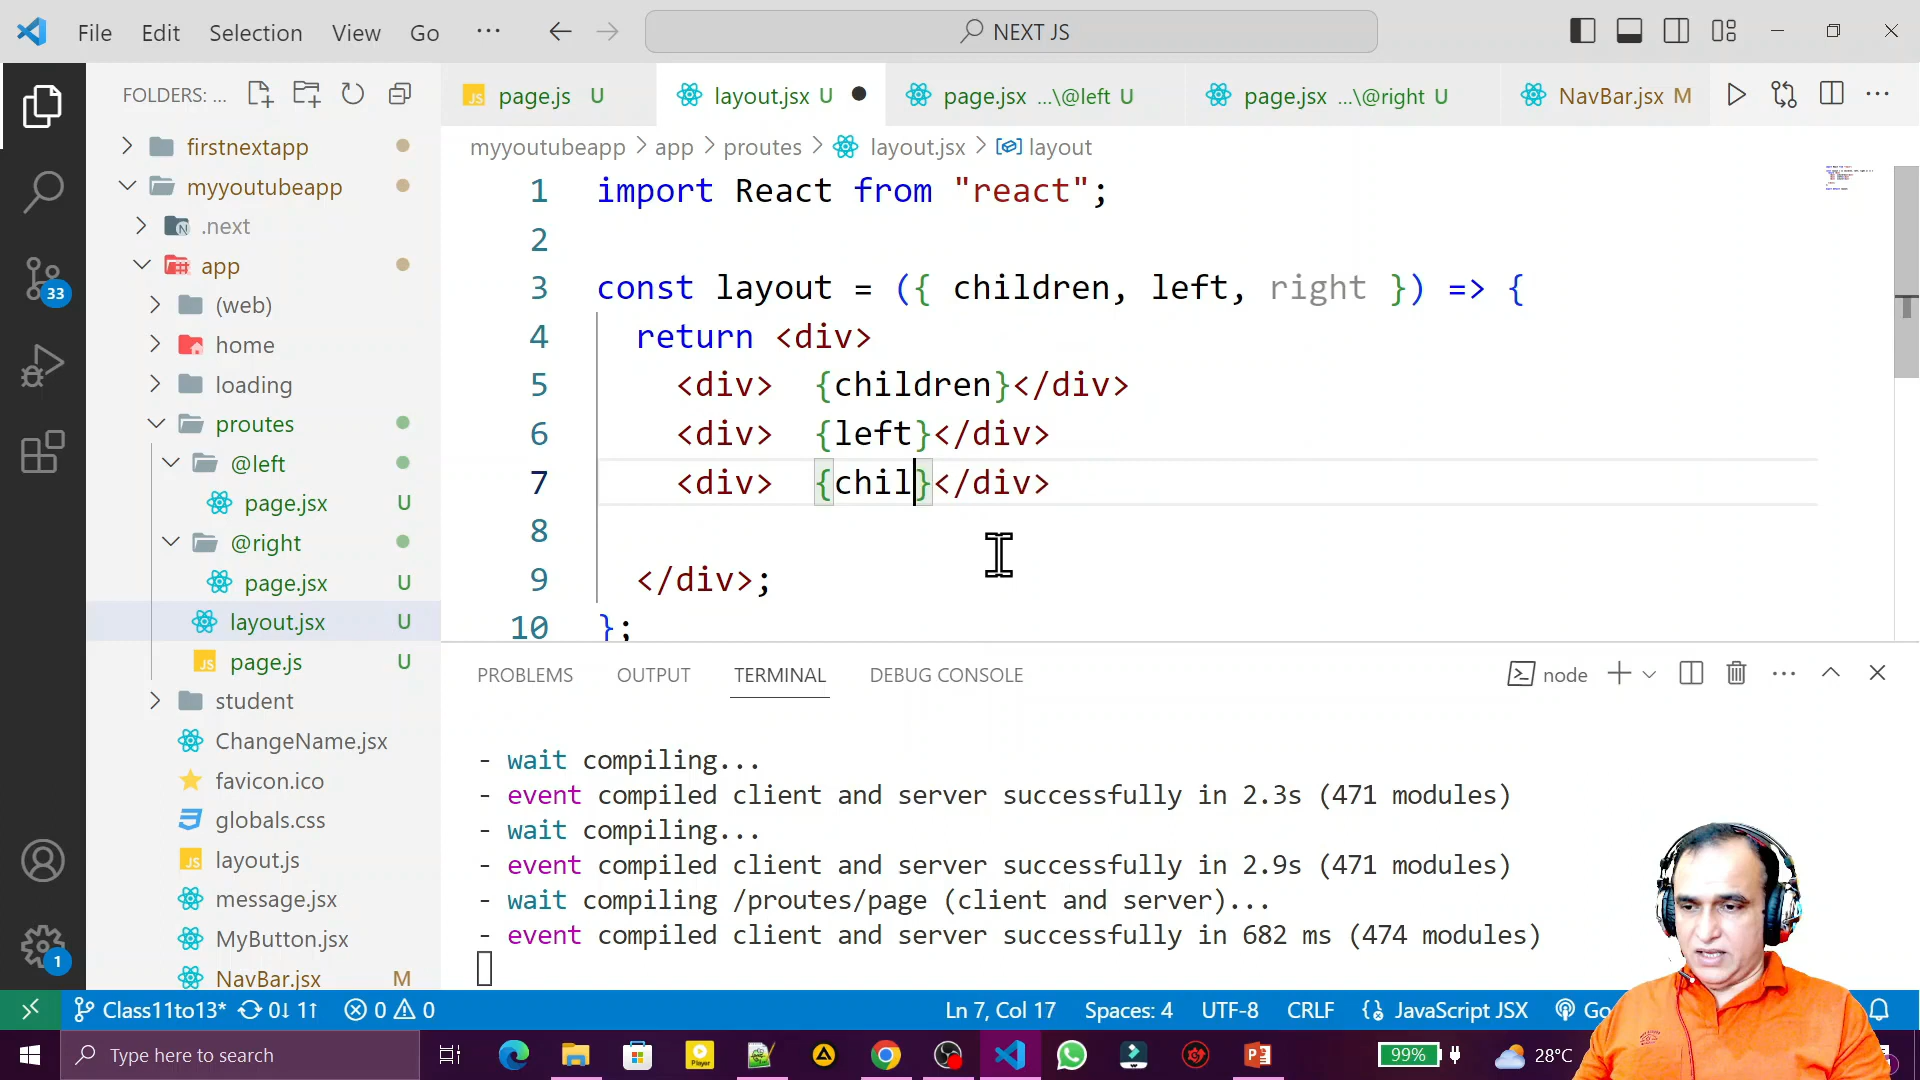 File Edit Selection View Go ··· NEXT JS
FOLDERS: ...
firstnextapp
myyoutubeapp
.next
app
(web)
home
loading
proutes
@left
page.jsx U
@right
page.jsx U
layout.jsx U
page.js U
student
ChangeName.jsx
favicon.ico
globals.css
layout.js
message.jsx
MyButton.jsx
NavBar.jsx M
33
1
JS page.js U layout.jsx U page.jsx ...\@left U page.jsx ...\@right U NavBar.jsx M
myyoutubeapp > app > proutes > layout.jsx > layout
1 import React from "react";
2
3 const layout = ({ children, left, right }) => {
4 return <div>
5 <div> {children}</div>
6 <div> {left}</div>
7 <div> {chil}</div>
8
9 </div>;
10 };
PROBLEMS OUTPUT TERMINAL DEBUG CONSOLE node
- wait compiling...
- event compiled client and server successfully in 2.3s (471 modules)
- wait compiling...
- event compiled client and server successfully in 2.9s (471 modules)
- wait compiling /proutes/page (client and server)...
- event compiled client and server successfully in 682 ms (474 modules)
Class11to13* 0↓ 1↑ 0 0 Ln 7, Col 17 Spaces: 4 UTF-8 CRLF JavaScript JSX Go
Type here to search 99% 28°C